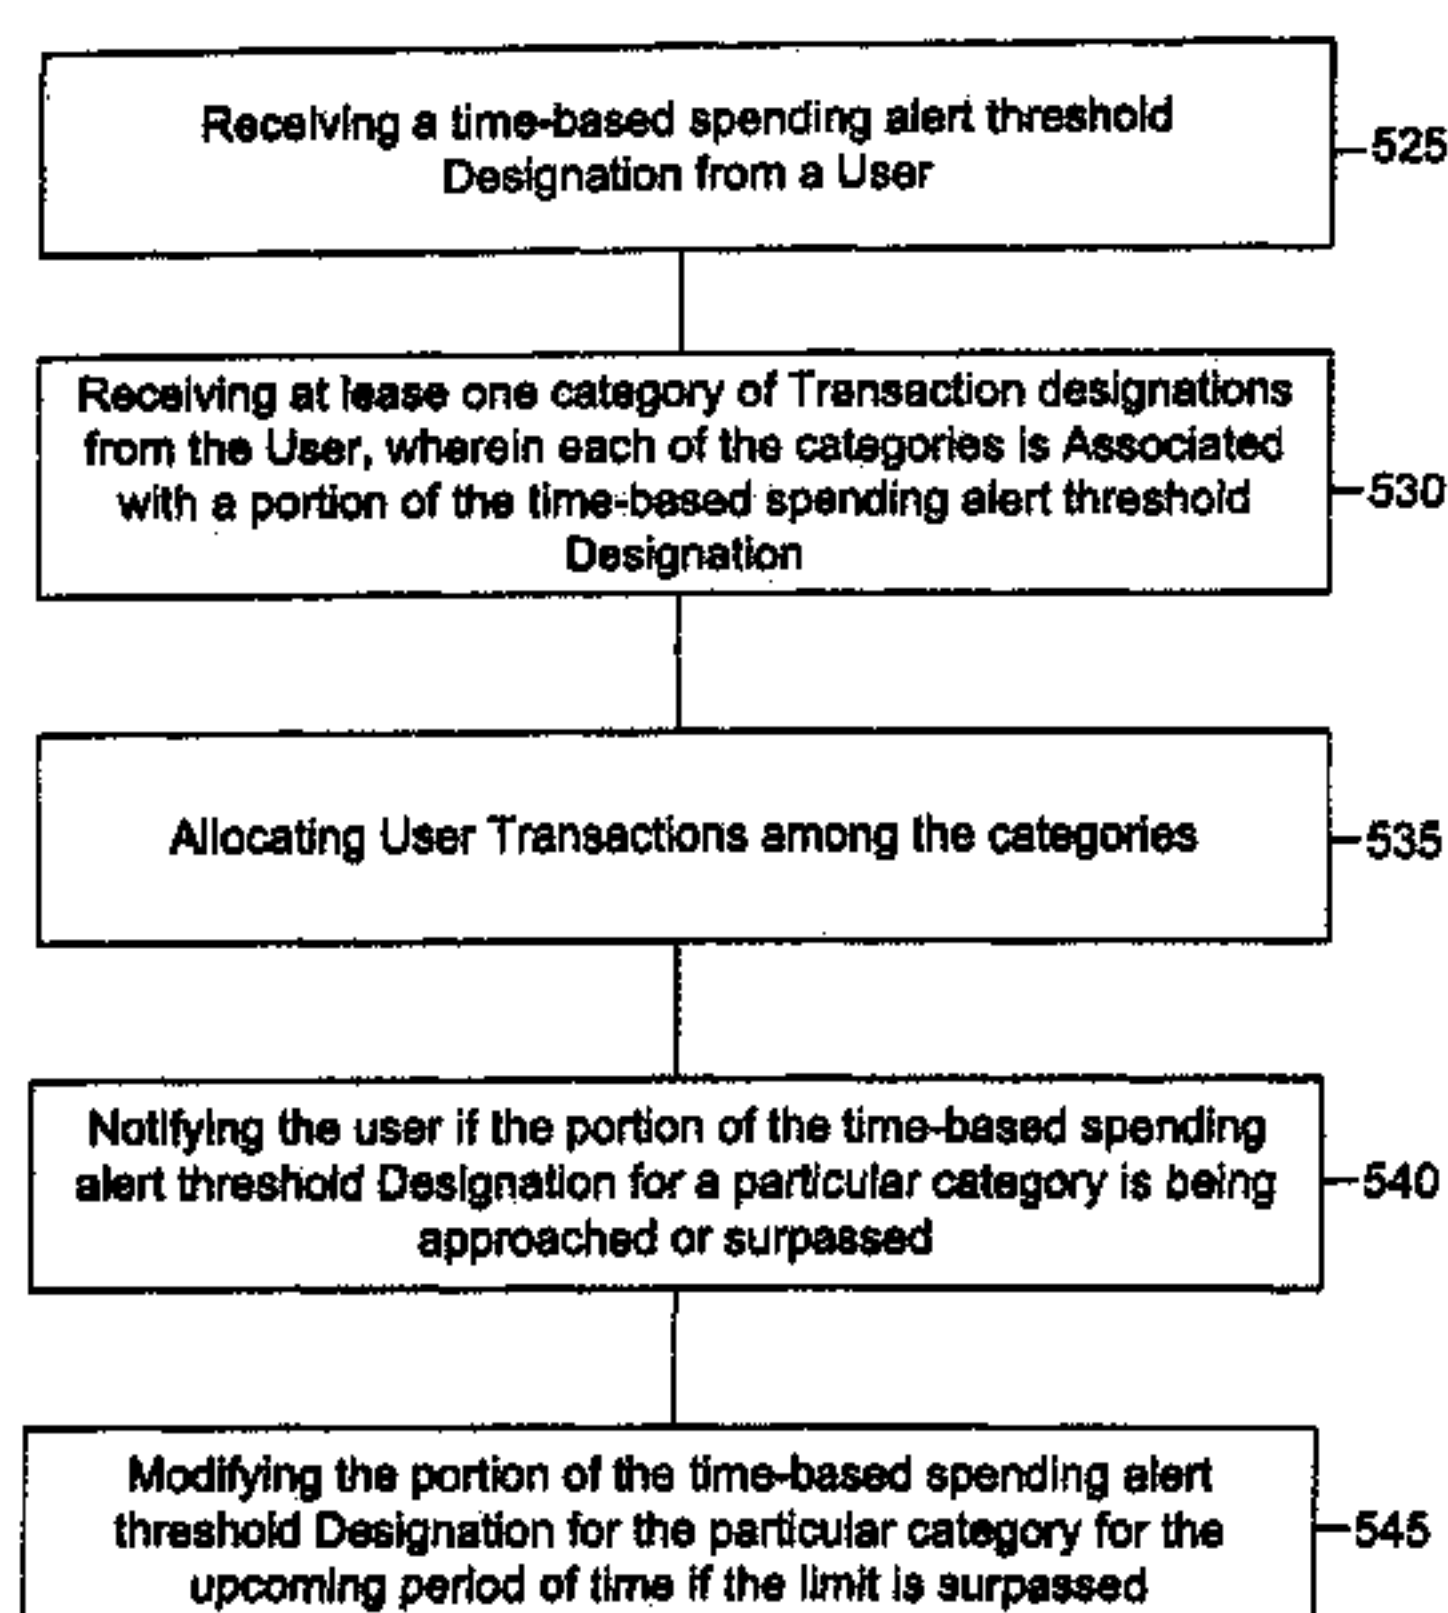 Receiving a time-based spending alert threshold
Designation from a User
525
Receiving at lease one category of Transaction designations
from the User, wherein each of the categories is Associated
with a portion of the time-based spending alert threshold
Designation
530
Allocating User Transactions among the categories
535
Notifying the user if the portion of the time-based spending
alert threshold Designation for a particular category is being
approached or surpassed
540
Modifying the portion of the time-based spending alert
threshold Designation for the particular category for the
upcoming period of time if the limit is surpassed
545